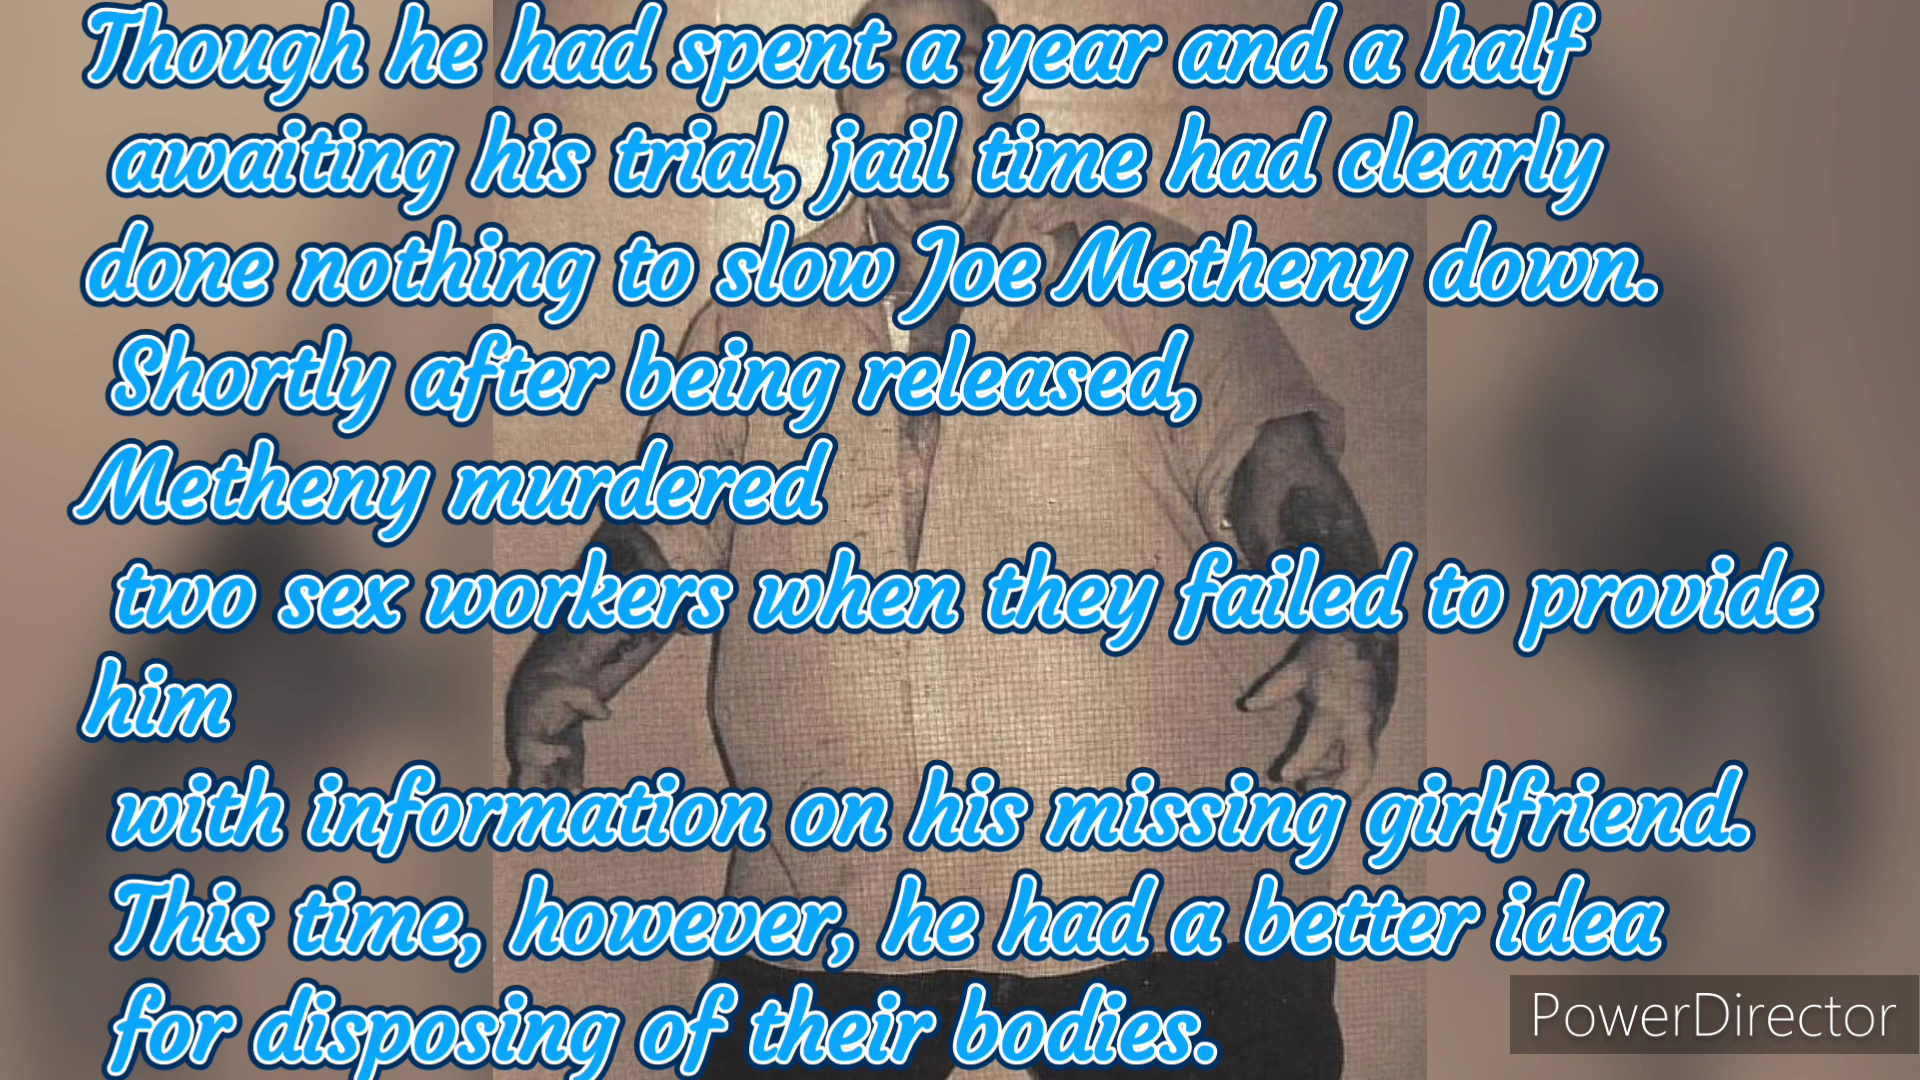 Though he had spent a year and a half
awaiting his trial, jail time had clearly
done nothing to slow Joe Metheny down.
Shortly after being released,
Metheny murdered
two sex workers when they failed to provide
him
with information on his missing girlfriend.
This time, however, he had a better idea
for disposing of their bodies.
PowerDirector